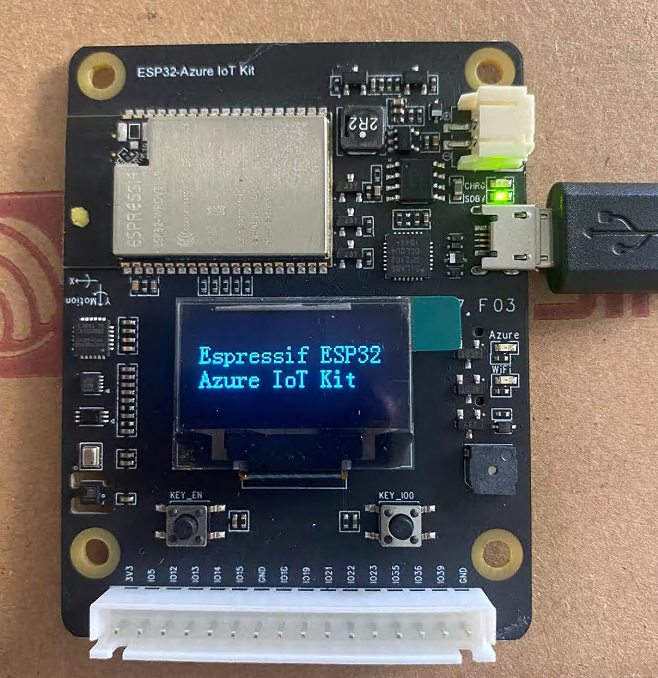 ESP32-Azure IoT Kit
2R2
ESPRESSIF
CHRG
SDBY
F03
Motion
X
Y
Azure
WiFi
Espressif ESP32
Azure IoT Kit
KEY_EN
KEY_IO0
3V3
IO5
IO12
IO13
IO14
IO15
GND
IO18
IO19
IO21
IO22
IO23
IO35
IO36
IO39
GND